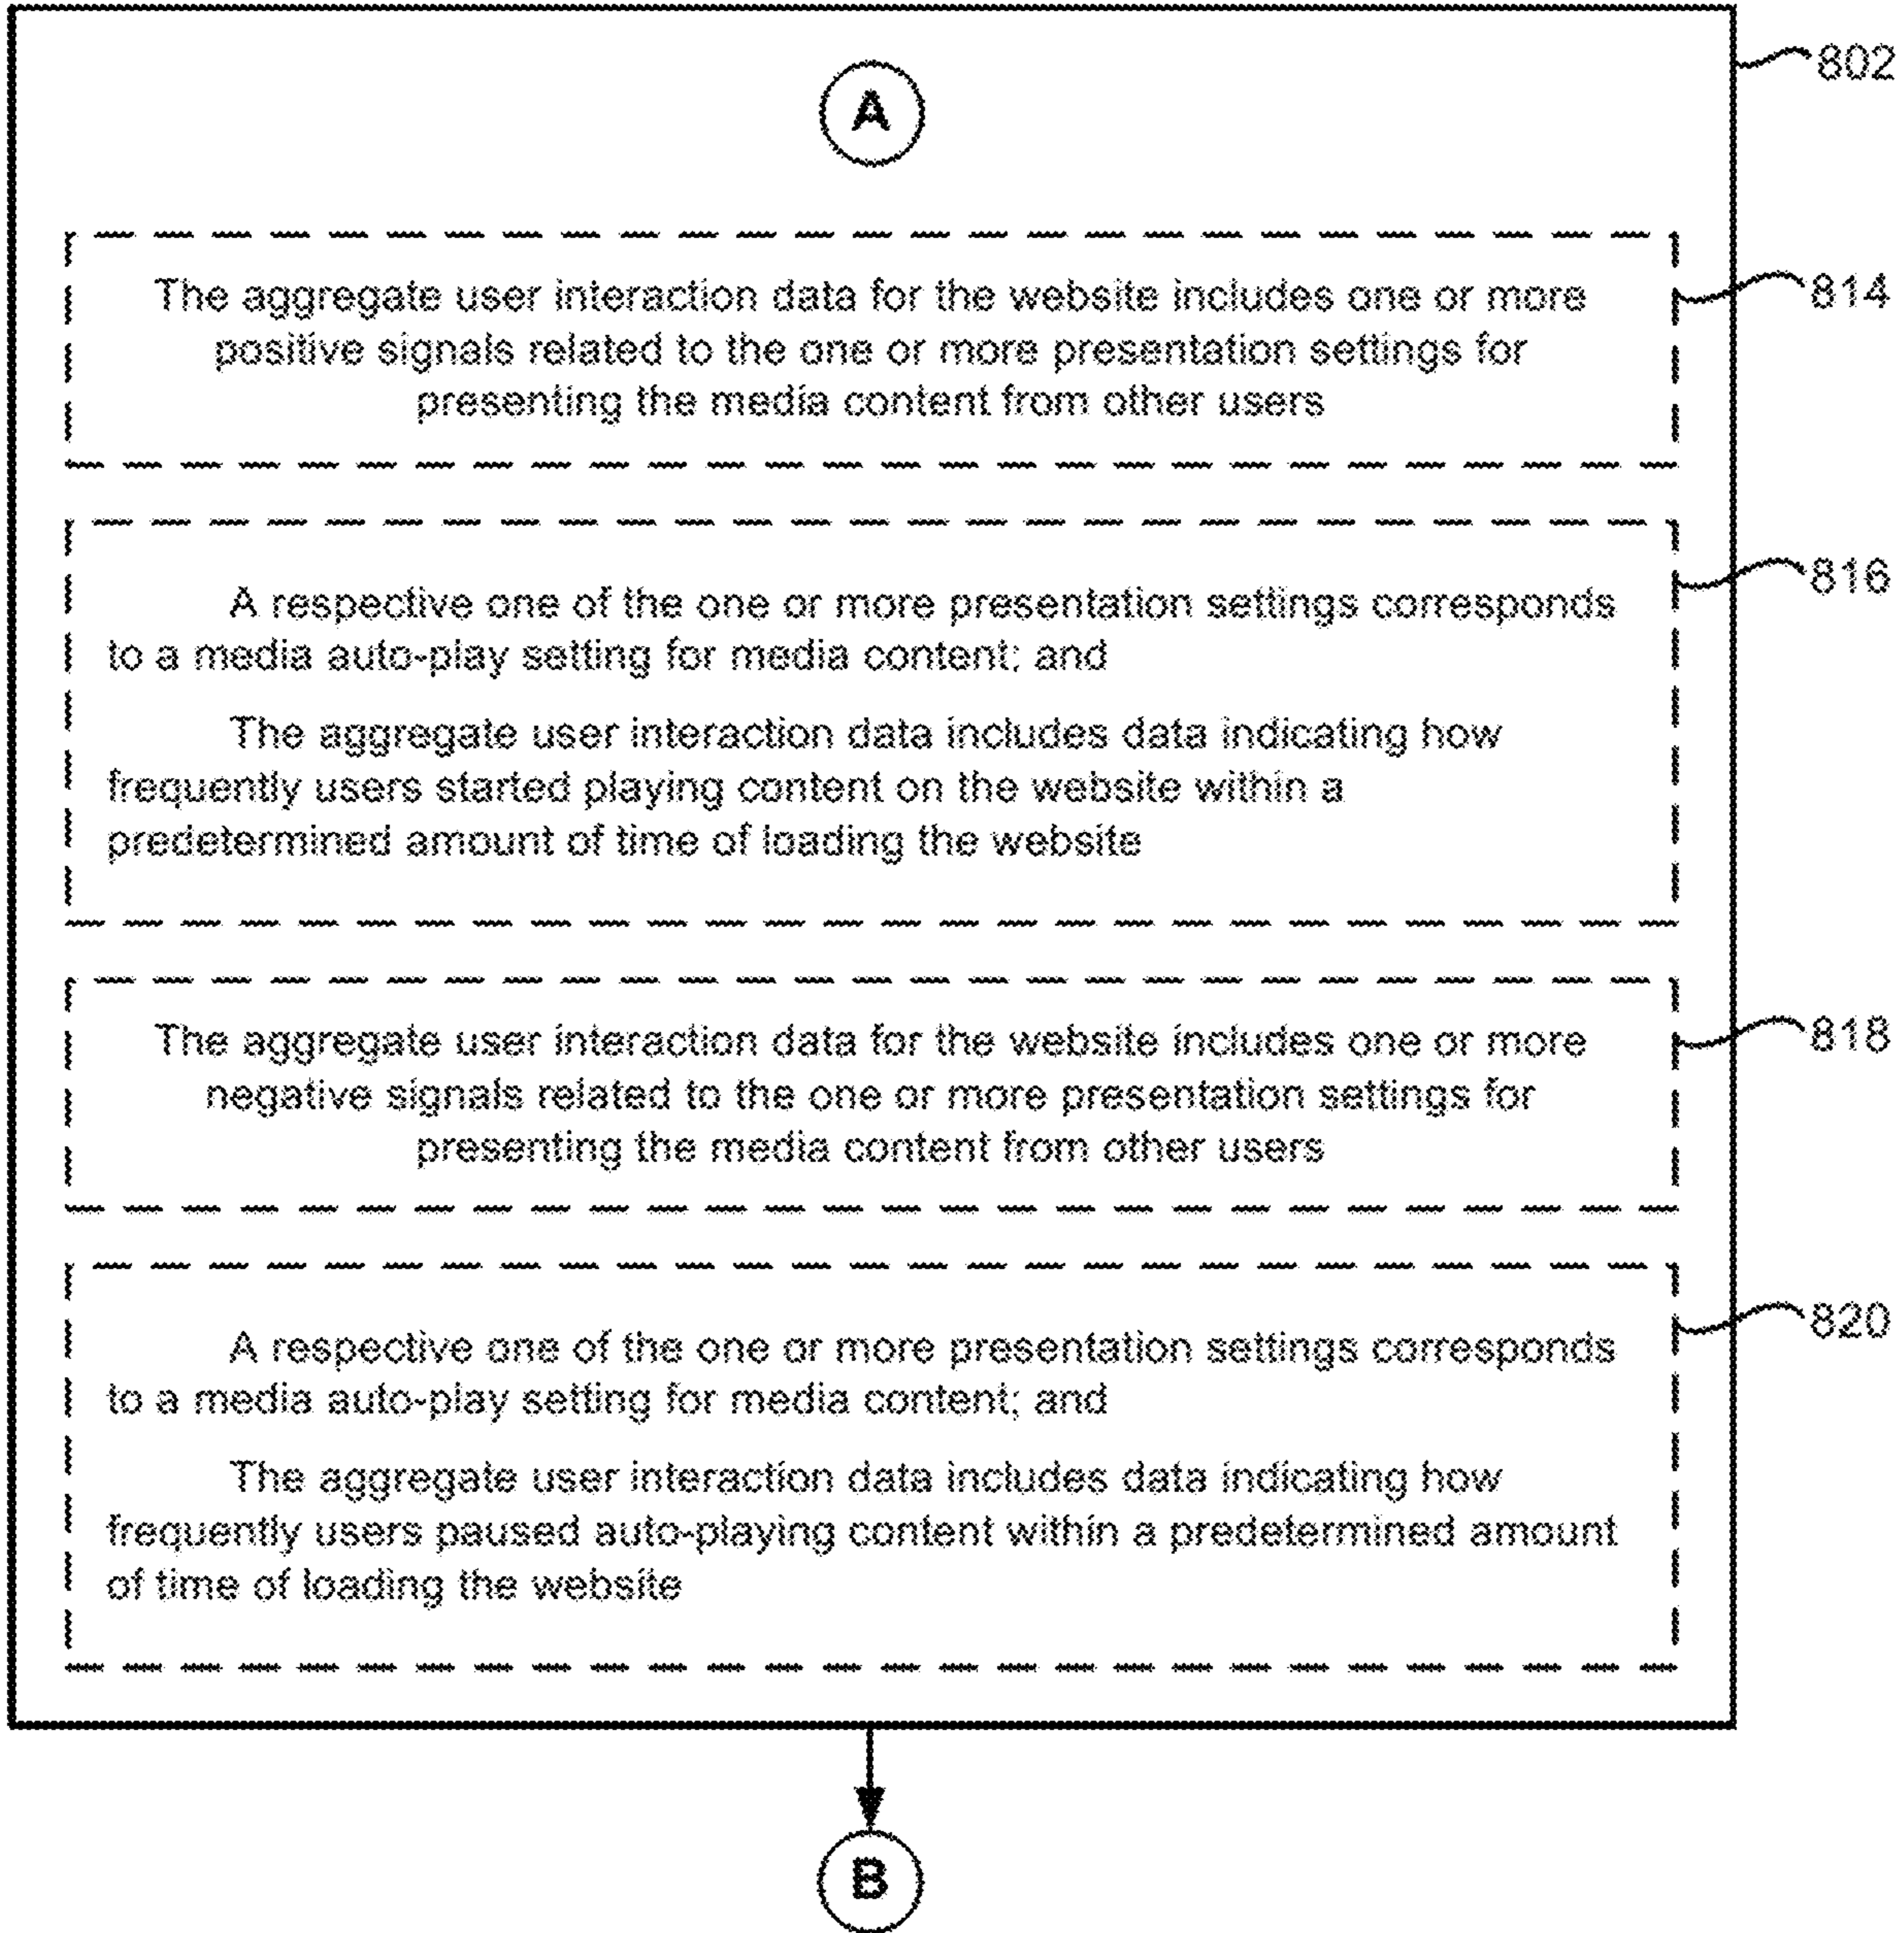 802
A
The aggregate user interaction data for the website includes one or more
positive signals related to the one or more presentation settings for
presenting the media content from other users
814
A respective one of the one or more presentation settings corresponds
to a media auto-play setting for media content; and
The aggregate user interaction data includes data indicating how
frequently users started playing content on the website within a
predetermined amount of time of loading the website
816
The aggregate user interaction data for the website includes one or more
negative signals related to the one or more presentation settings for
presenting the media content from other users
818
A respective one of the one or more presentation settings corresponds
to a media auto-play setting for media content; and
The aggregate user interaction data includes data indicating how
frequently users paused auto-playing content within a predetermined amount
of time of loading the website
820
B